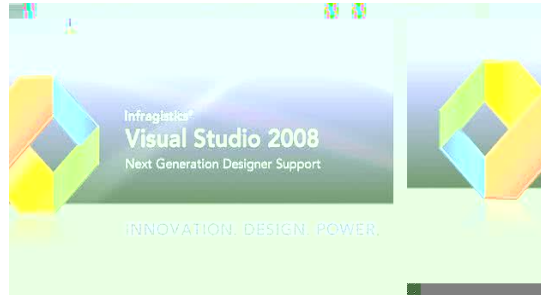 Infragistics®
Visual Studio 2008
Next Generation Designer Support
INNOVATION. DESIGN. POWER.